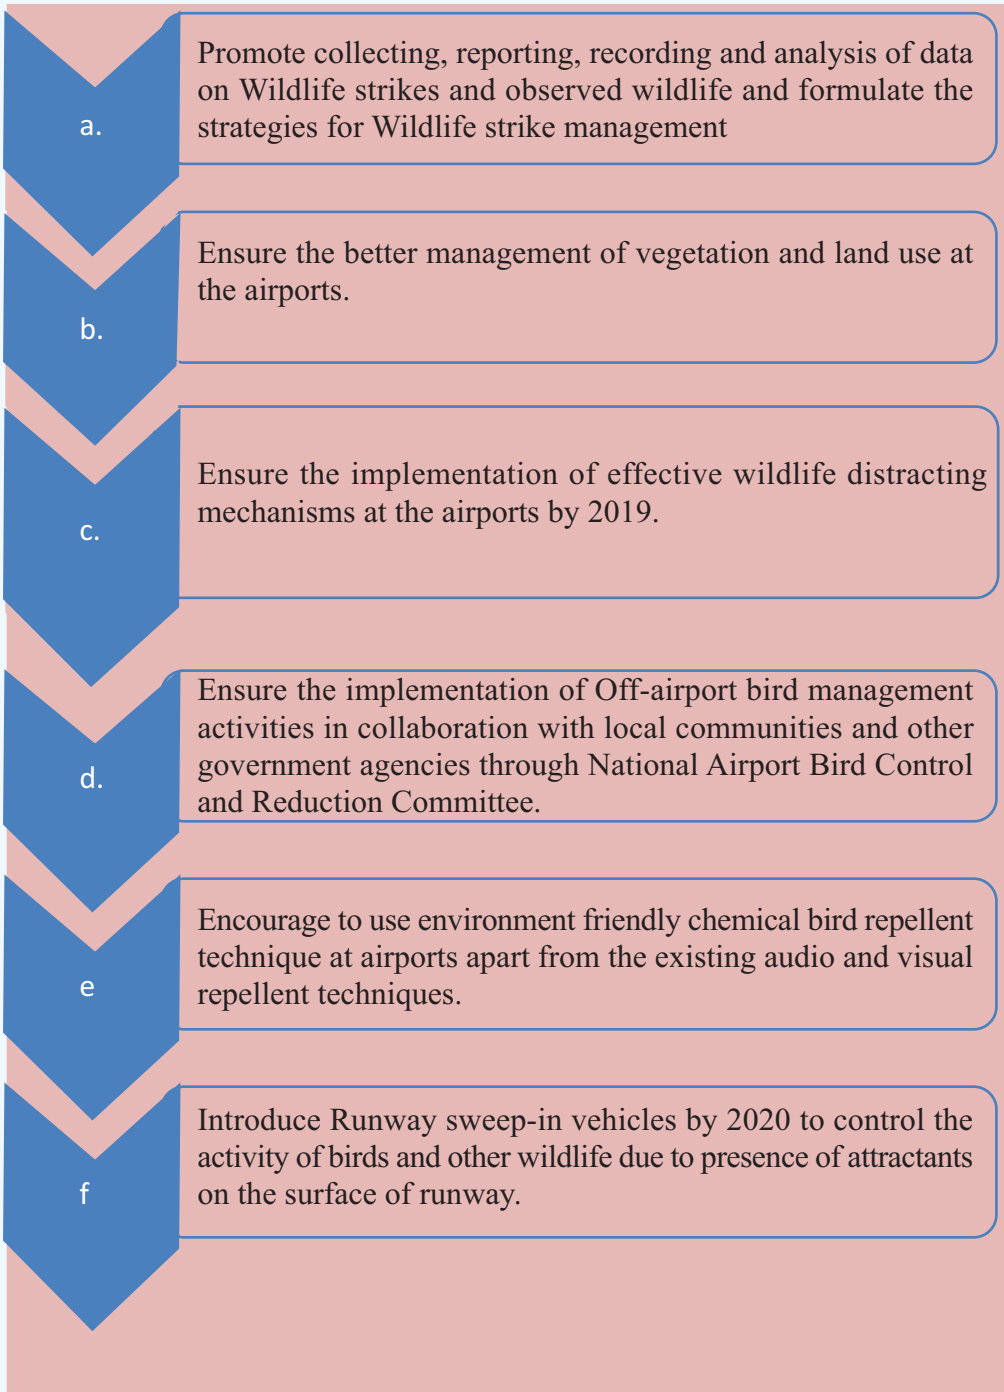 a.
Promote collecting, reporting, recording and analysis of data
on Wildlife strikes and observed wildlife and formulate the
strategies for Wildlife strike management
b.
Ensure the better management of vegetation and land use at
the airports.
c.
Ensure the implementation of effective wildlife distracting
mechanisms at the airports by 2019.
d.
Ensure the implementation of Off-airport bird management
activities in collaboration with local communities and other
government agencies through National Airport Bird Control
and Reduction Committee.
e
Encourage to use environment friendly chemical bird repellent
technique at airports apart from the existing audio and visual
repellent techniques.
f
Introduce Runway sweep-in vehicles by 2020 to control the
activity of birds and other wildlife due to presence of attractants
on the surface of runway.